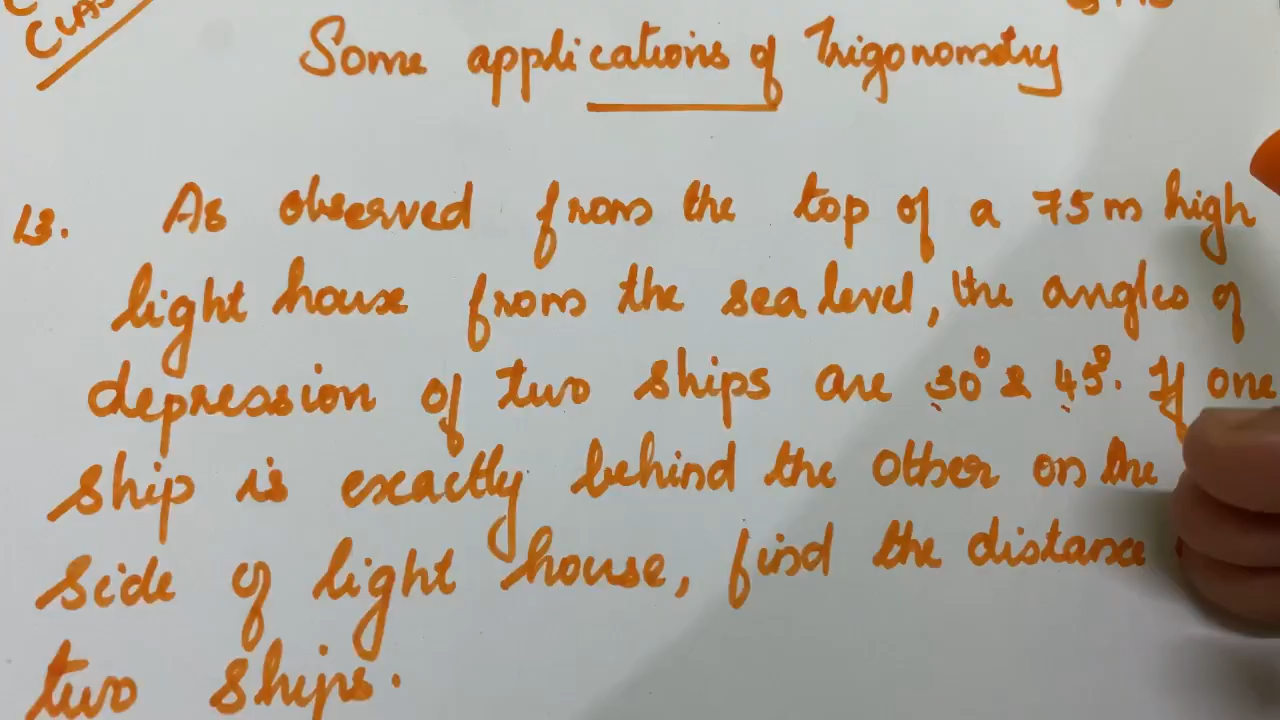 CLAS
Some applications of Trigonometry
13. As observed from the top of a 75m high
light house from the sea level, the angles of
depression of two ships are 30° & 45°. If one
ship is exactly behind the other on the
side of light house, find the distance
two ships.